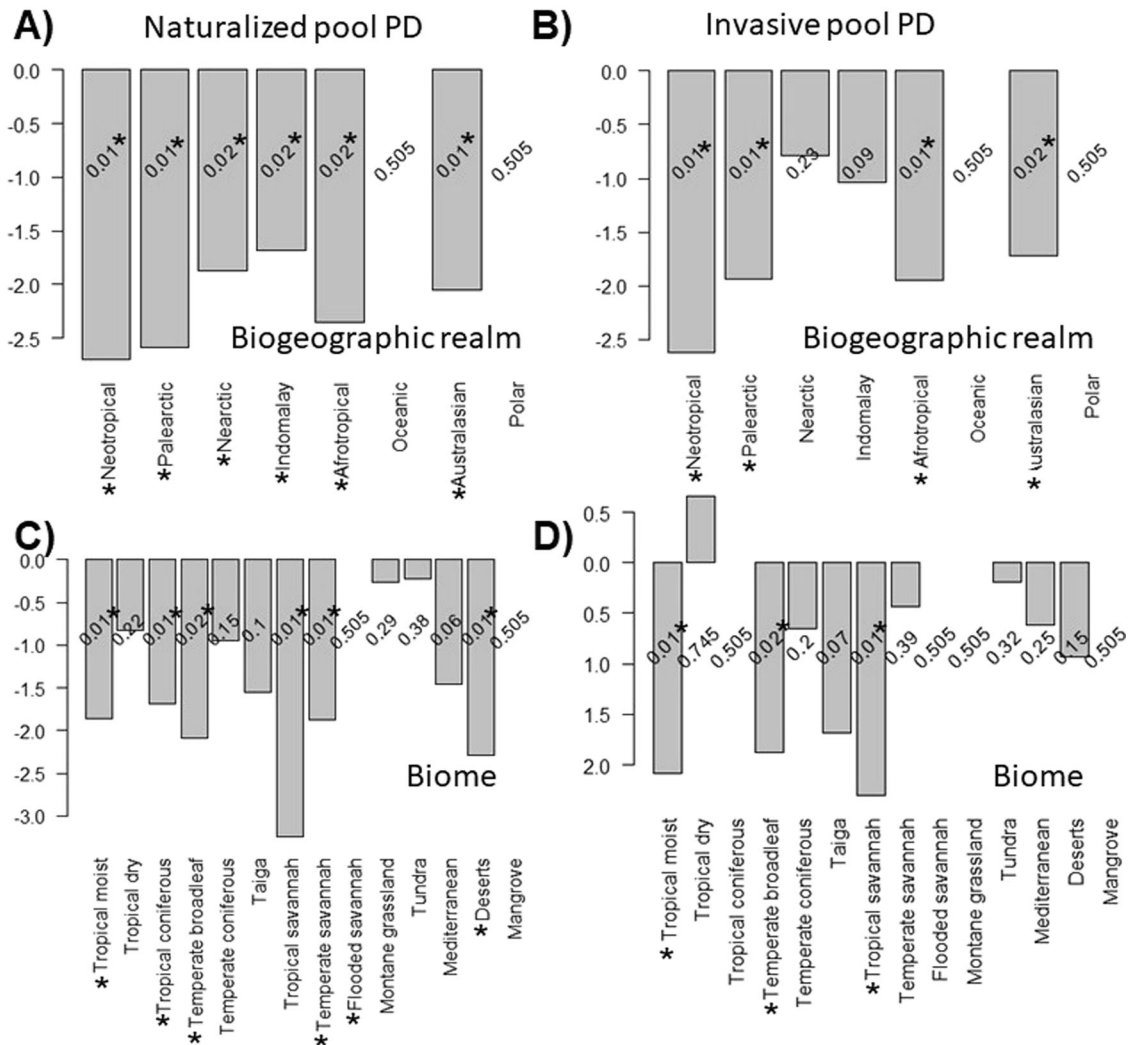 A)
Naturalized pool PD
0.0
-0.5
-1.0
-1.5
-2.0
-2.5
0.01*
0.01*
0.02*
0.02*
0.02*
0.505
0.01*
0.505
Biogeographic realm
*Neotropical
*Palearctic
*Nearctic
*Indomalay
*Afrotropical
Oceanic
*Australasian
Polar
B)
Invasive pool PD
0.0
-0.5
-1.0
-1.5
-2.0
-2.5
0.01*
0.01*
0.23
0.09
0.01*
0.505
0.02*
0.505
Biogeographic realm
*Neotropical
*Palearctic
Nearctic
Indomalay
*Afrotropical
Oceanic
*ustralasian
Polar
C)
0.0
-0.5
-1.0
-1.5
-2.0
-2.5
-3.0
0.01*
0.22
0.01*
0.02*
0.15
0.1
0.01*
0.01*
0.505
0.29
0.38
0.06
0.01*
0.505
Biome
*Tropical moist
Tropical dry
*Tropical coniferous
*Temperate broadleaf
Temperate coniferous
Taiga
Tropical savannah
*Temperate savannah
*Flooded savannah
Montane grassland
Tundra
Mediterranean
*Deserts
Mangrove
D)
0.5
0.0
0.5
1.0
1.5
2.0
0.01*
0.745
0.505
0.02*
0.2
0.07
0.01*
0.39
0.505
0.505
0.32
0.25
0.15
0.505
Biome
*Tropical moist
Tropical dry
Tropical coniferous
*Temperate broadleaf
Temperate coniferous
Taiga
*Tropical savannah
Temperate savannah
Flooded savannah
Montane grassland
Tundra
Mediterranean
Deserts
Mangrove